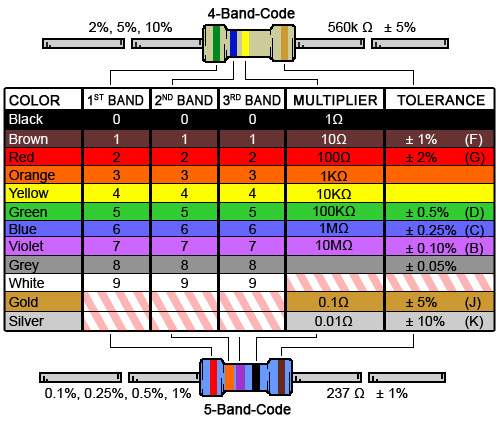 4-Band-Code
2%, 5%, 10% 560k Ω ± 5%
COLOR 1ST BAND 2ND BAND 3RD BAND MULTIPLIER TOLERANCE
Black 0 0 0 1Ω
Brown 1 1 1 10Ω ± 1% (F)
Red 2 2 2 100Ω ± 2% (G)
Orange 3 3 3 1KΩ
Yellow 4 4 4 10KΩ
Green 5 5 5 100KΩ ± 0.5% (D)
Blue 6 6 6 1MΩ ± 0.25% (C)
Violet 7 7 7 10MΩ ± 0.10% (B)
Grey 8 8 8 ± 0.05%
White 9 9 9
Gold 0.1Ω ± 5% (J)
Silver 0.01Ω ± 10% (K)
0.1%, 0.25%, 0.5%, 1% 237 Ω ± 1%
5-Band-Code